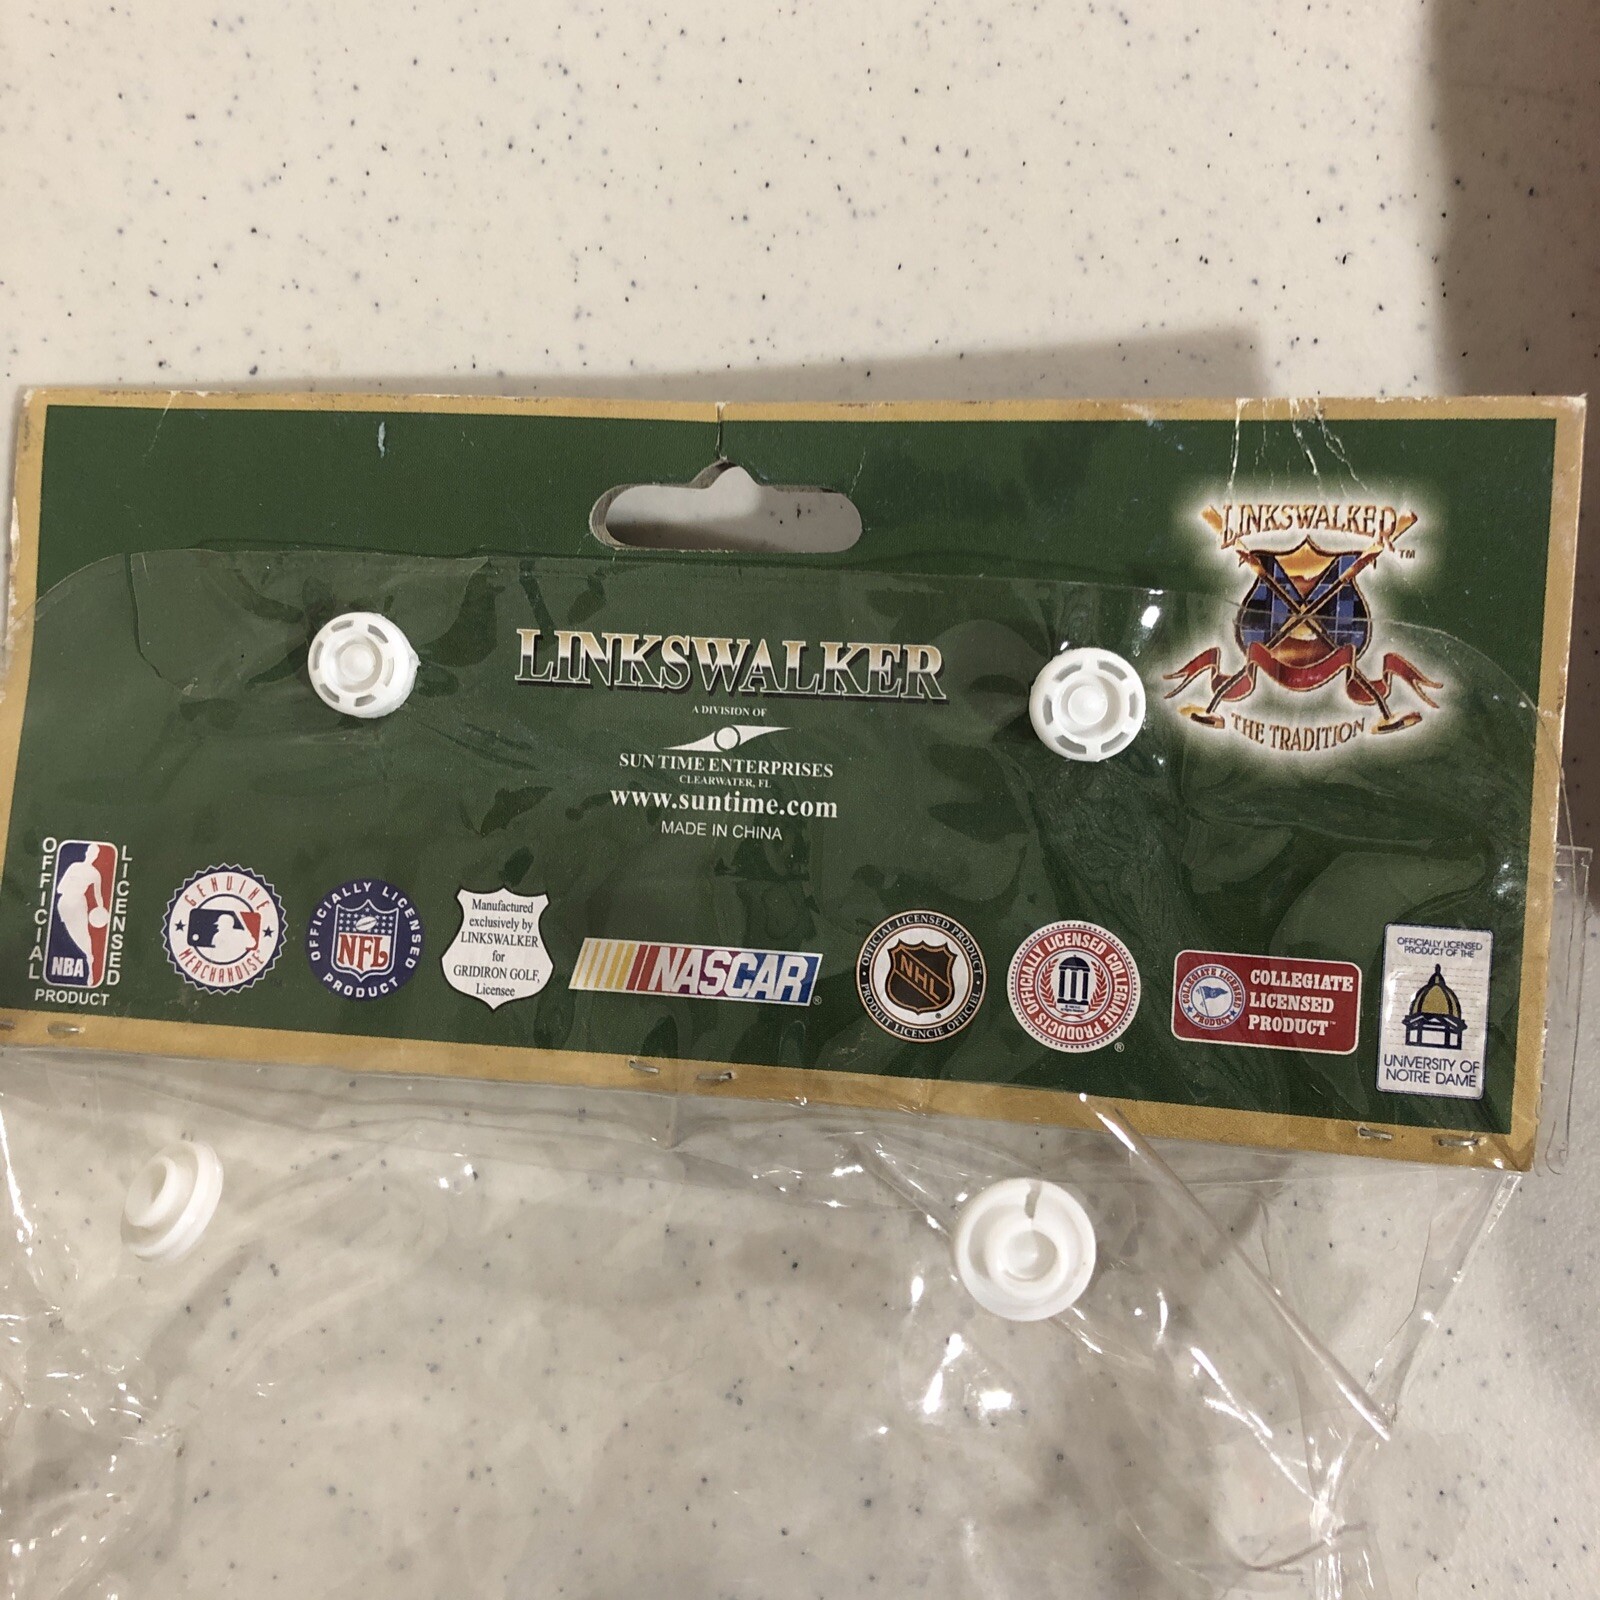 LINKSWALKER™
THE TRADITION
LINKSWALKER
A DIVISION OF
SUN TIME ENTERPRISES
CLEARWATER, FL
www.suntime.com
MADE IN CHINA
OFFICIAL
LICENSED
NBA
PRODUCT
GENUINE
MERCHANDISE
OFFICIALLY LICENSED
NFL
PRODUCT
Manufactured
exclusively by
LINKSWALKER
for
GRIDIRON GOLF,
Licensee
NASCAR®
OFFICIAL LICENSED PRODUCT
NHL
®
PRODUIT LICENCIE OFFICIEL
OFFICIALLY LICENSED COLLEGIATE PRODUCTS
®
COLLEGIATE LICENSED
PRODUCT
COLLEGIATE
LICENSED
PRODUCT™
OFFICIALLY LICENSED
PRODUCT OF THE
UNIVERSITY OF
NOTRE DAME